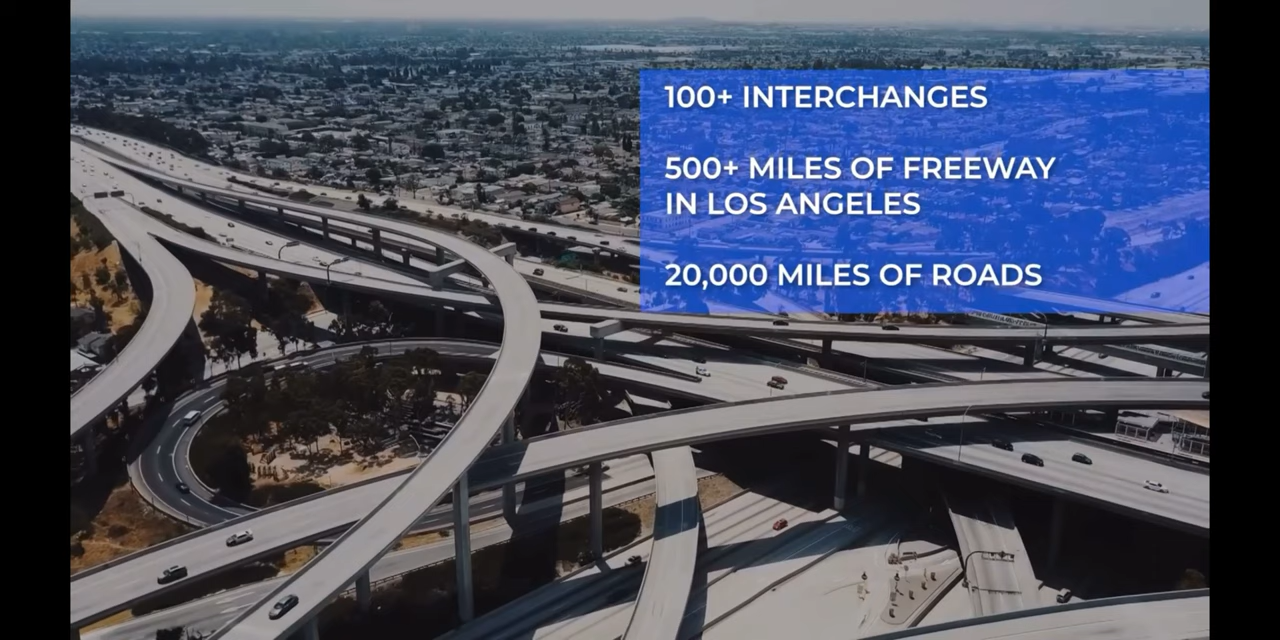 100+ INTERCHANGES
500+ MILES OF FREEWAY
IN LOS ANGELES
20,000 MILES OF ROADS